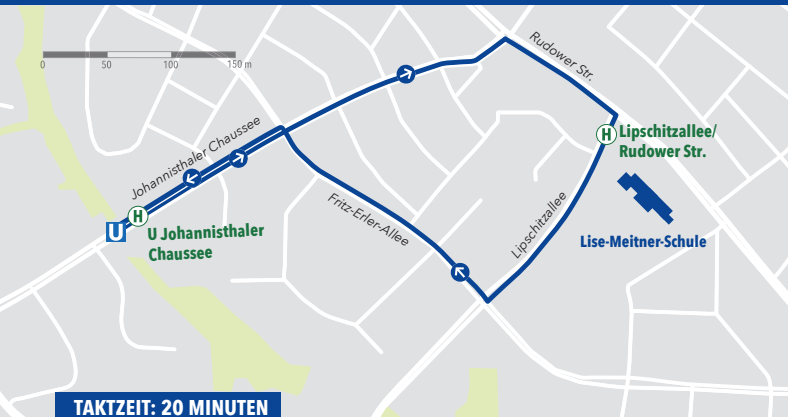 Rudower Str.
0 50 100 150 m
Johannisthaler Chaussee
H Lipschitzallee/
Rudower Str.
Fritz-Erler-Allee
Lipschitzallee
H
U
U Johannisthaler
Chaussee
Lise-Meitner-Schule
TAKTZEIT: 20 MINUTEN